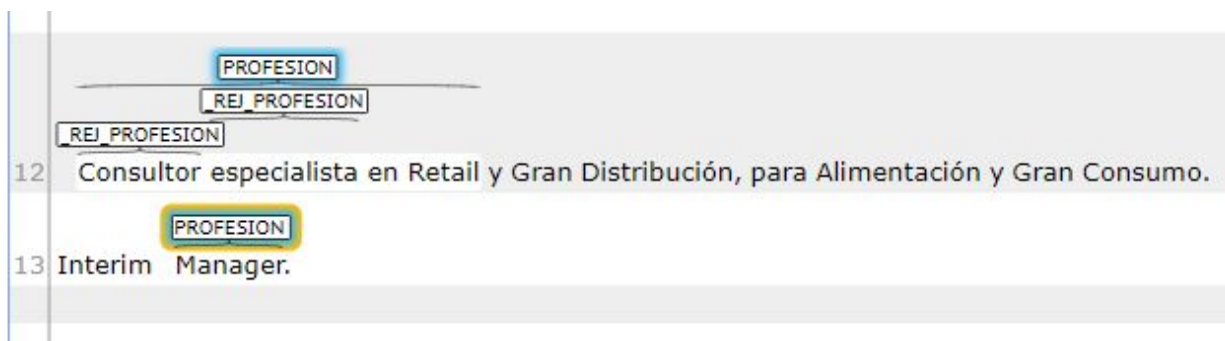 PROFESION
_REJ_PROFESION
_REJ_PROFESION
12 Consultor especialista en Retail y Gran Distribución, para Alimentación y Gran Consumo.
PROFESION
13 Interim Manager.